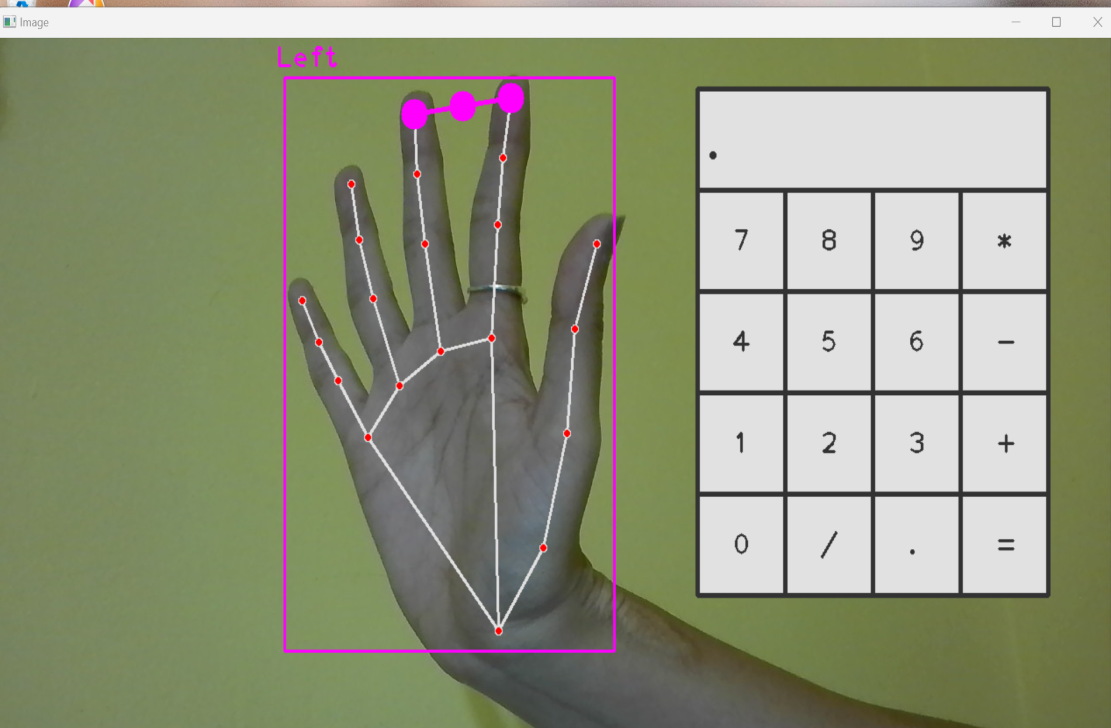 Image
Left
.
7 8 9 *
4 5 6 -
1 2 3 +
0 / . =